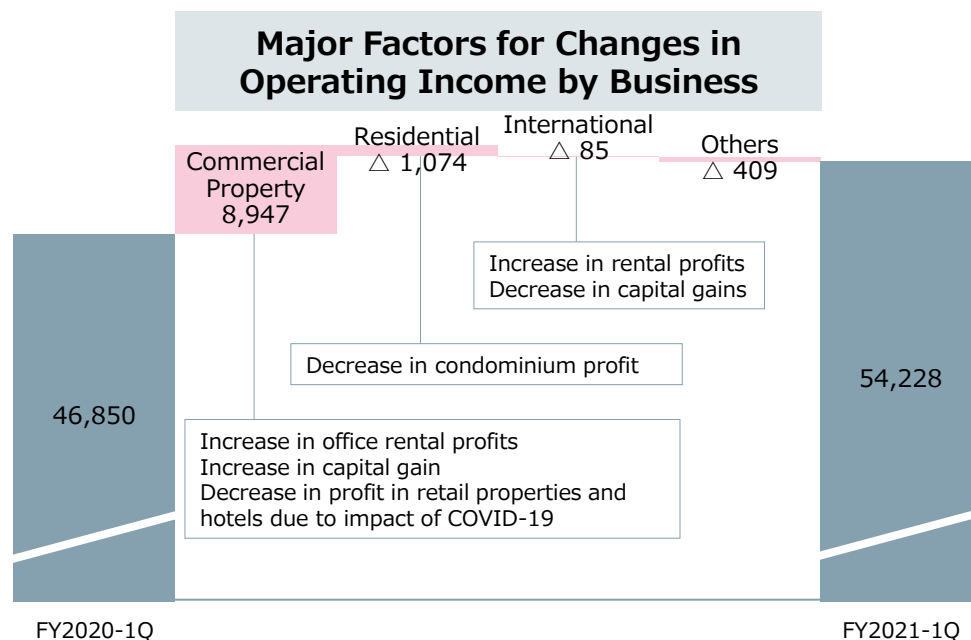 Major Factors for Changes in
Operating Income by Business
Commercial
Property
8,947
Residential
△ 1,074
International
△ 85
Others
△ 409
Increase in rental profits
Decrease in capital gains
Decrease in condominium profit
Increase in office rental profits
Increase in capital gain
Decrease in profit in retail properties and
hotels due to impact of COVID-19
46,850
54,228
FY2020-1Q
FY2021-1Q